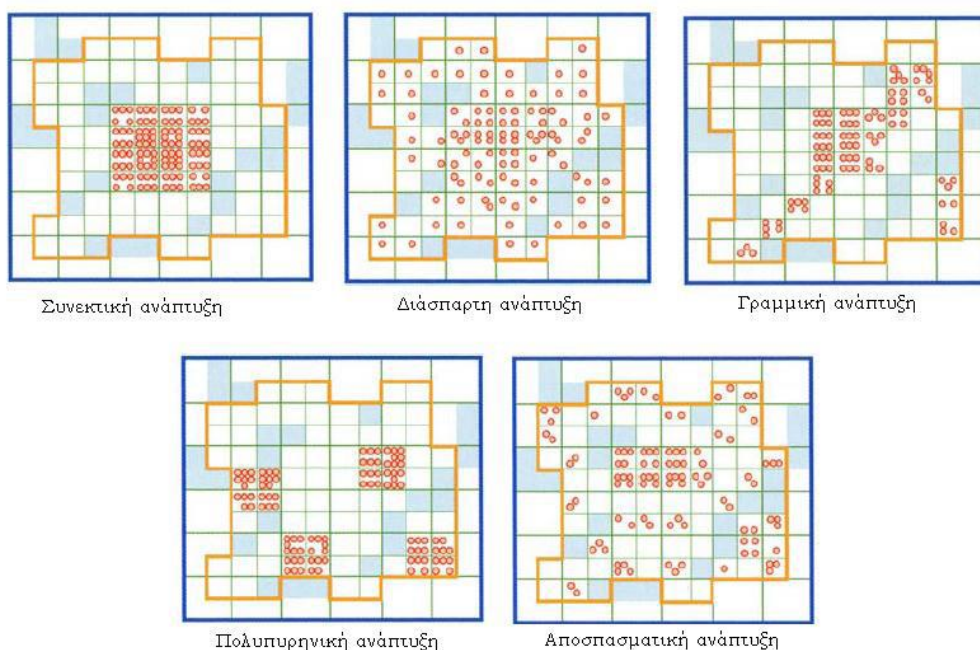 Συνεκτική ανάπτυξη
Διάσπαρτη ανάπτυξη
Γραμμική ανάπτυξη
Πολυπυρηνική ανάπτυξη
Αποσπασματική ανάπτυξη